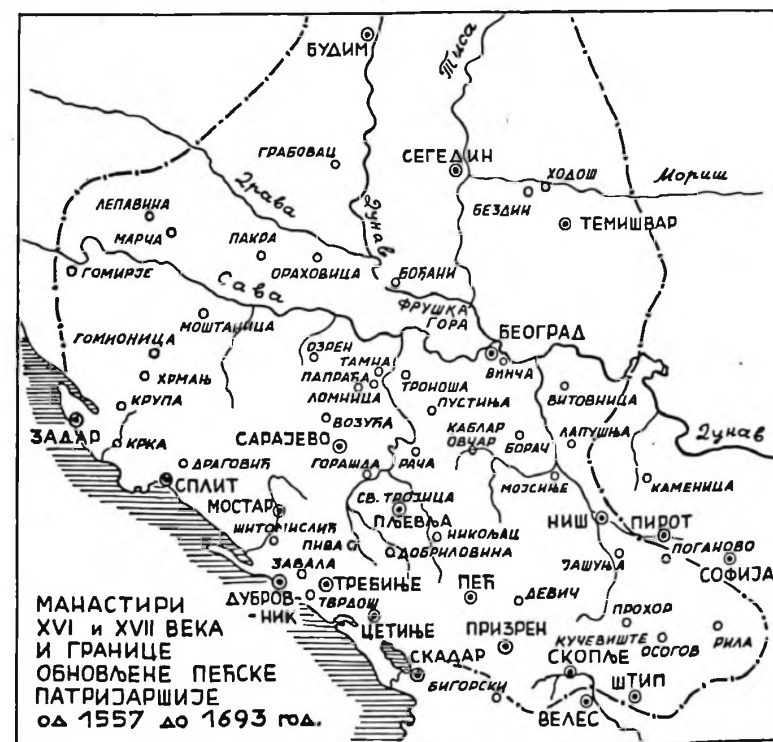 БУДИМ
Тиса
ГРАБОВАЦ
СЕГЕДИН
ХОДОШ
Мориш
Драва
Дунав
БЕЗДИН
ТЕМИШВАР
ЛЕПАВИНА
МАРЧА
ПАКРА
ОРАХОВИЦА
БОЂАНИ
ГОМИРЈЕ
Сава
ФРУШКА
ГОРА
МОШТАНИЦА
БЕОГРАД
ГОМИОНИЦА
ОЗРЕН
ВИНЧА
ТАМНА
ХРМАЊ
ПАПРАЋА
ТРОНОША
ВИТОВНИЦА
ЛОМНИЦА
КРУПА
ПУСТИЊА
ВОЗУЋА
Дунав
ЗАДАР
КАБЛАР
ОВЧАР
БОРАЧ
ЛАПУШЊА
КРКА
САРАЈЕВО
РАЧА
ДРАГОВИЋ
ГОРАЖДА
МОЈСИЊЕ
КАМЕНИЦА
СПЛИТ
СВ. ТРОЈИЦА
МОСТАР
ПЉЕВЉА
НИШ
ПИРОТ
ЖИТОМИСЛИЋ
НИКОЉАЦ
ПИВА
ДОБРИЛОВИНА
ЈАШУЊА
ПОГАНОВО
ЗАВАЛА
СОФИЈА
ТРЕБИЊЕ
ПЕЋ
ДУБРОВ-
-НИК
ТВРДОШ
ДЕВИЧ
ЦЕТИЊЕ
ПРОХОР
ПРИЗРЕН
КУЧЕВИШТЕ
ОСОГОВ
РИЛА
СКАДАР
СКОПЉЕ
БИГОРСКИ
ШТИП
ВЕЛЕС
МАНАСТИРИ
XVI и XVII ВЕКА
И ГРАНИЦЕ
ОБНОВЉЕНЕ ПЕЋСКЕ
ПАТРИЈАРШИЈЕ
од 1557 до 1693 год.